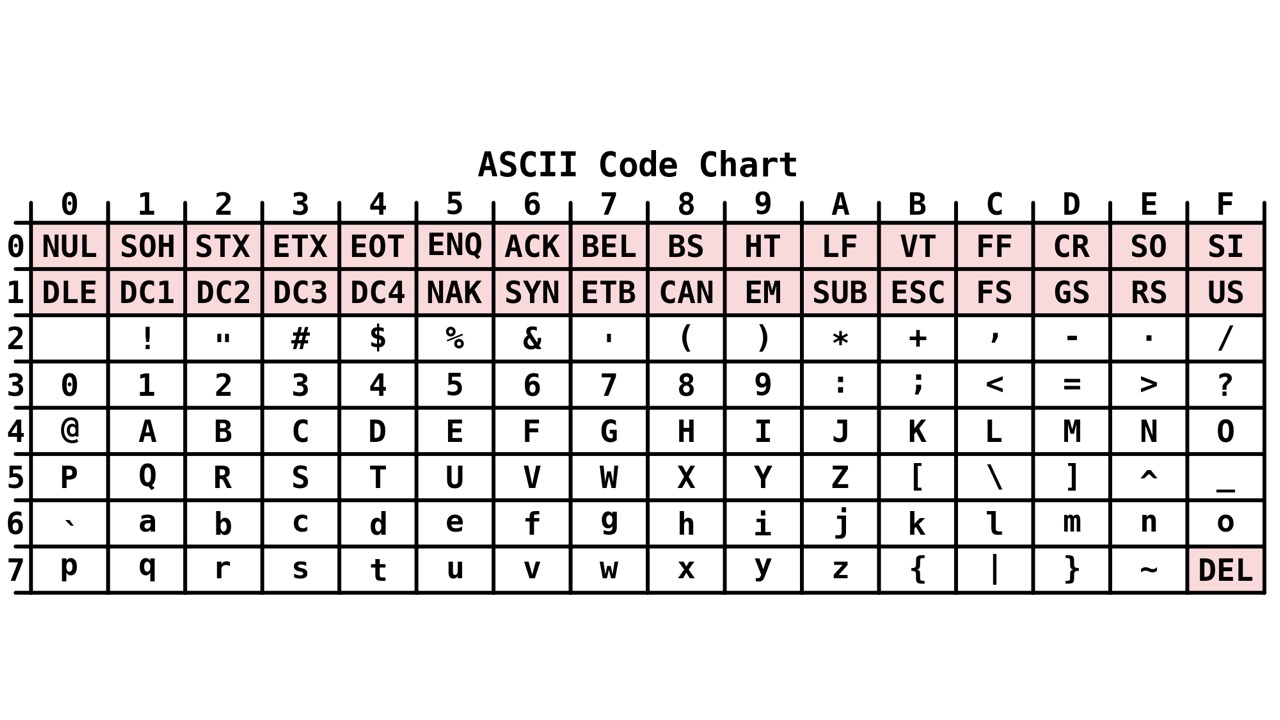 ASCII Code Chart
0 1 2 3 4 5 6 7 8 9 A B C D E F
0 NUL SOH STX ETX EOT ENQ ACK BEL BS HT LF VT FF CR SO SI
1 DLE DC1 DC2 DC3 DC4 NAK SYN ETB CAN EM SUB ESC FS GS RS US
2 ! " # $ % & ' ( ) * + , - . /
3 0 1 2 3 4 5 6 7 8 9 : ; < = > ?
4 @ A B C D E F G H I J K L M N O
5 P Q R S T U V W X Y Z [ \ ] ^ _
6 ` a b c d e f g h i j k l m n o
7 p q r s t u v w x y z { | } ~ DEL